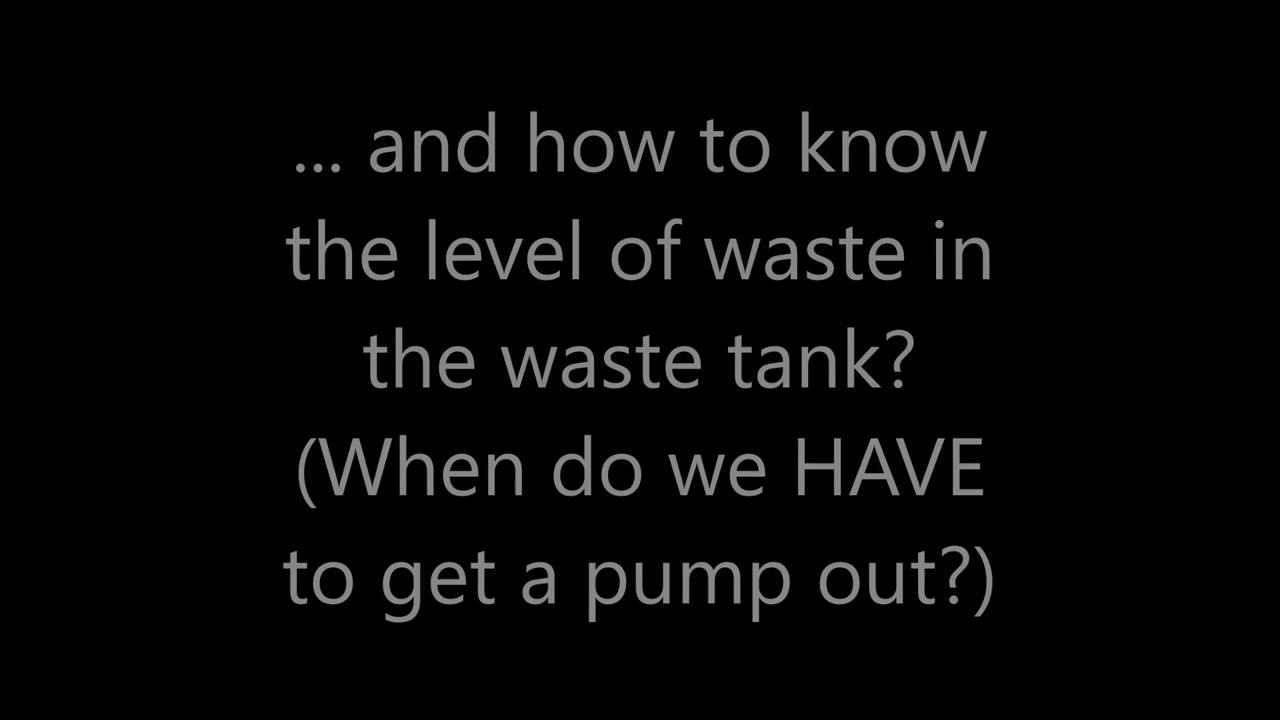 ... and how to know
the level of waste in
the waste tank?
(When do we HAVE
to get a pump out?)